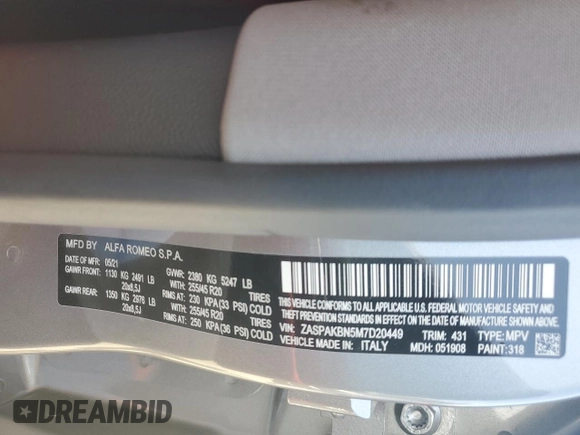 MFD BY ALFA ROMEO S.P.A.
DATE OF MFR: 05/21 GVWR: 2380 KG 5247 LB
GAWR FRONT: 1130 KG 2491 LB 255/45 R20 TIRES
20x8,5J RIMS AT: 230 KPA (33 PSI) COLD
GAWR REAR: 1350 KG 2976 LB 255/45 R20 TIRES
20x8,5J RIMS AT: 250 KPA (36 PSI) COLD
THIS VEHICLE CONFORMS TO ALL APPLICABLE U.S. FEDERAL MOTOR VEHICLE SAFETY
AND THEFT PREVENTION STANDARDS IN EFFECT ON THE DATE OF MANUFACTURE SHOWN ABOVE.
VIN: ZASPAKBN5M7D20449 TRIM: 431 TYPE: MPV
VEHICLE MADE IN: ITALY MDH: 051908 PAINT: 318
DREAMBID